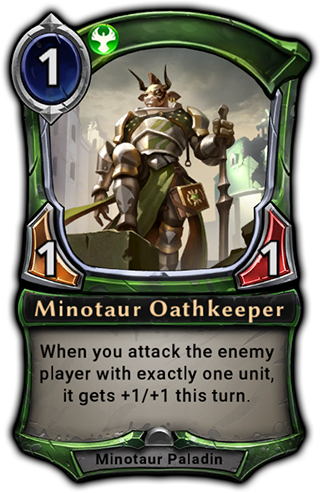 1
1
1
Minotaur Oathkeeper
When you attack the enemy
player with exactly one unit,
it gets +1/+1 this turn.
Minotaur Paladin